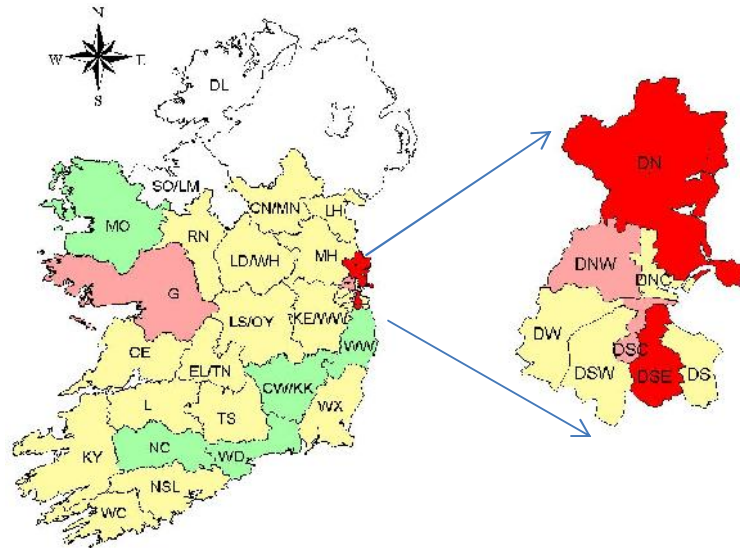 N
W E
S
DL
SO/LM
MO
CN/MN
LH
RN
LD/WH
MH
G
LS/OY
KE/WW
WW
CE
EL/TN
CW/KK
L
TS
WX
KY
NC
WD
NSL
WC
DN
DNW
DNC
DW
DSC
DSW
DSE
DS